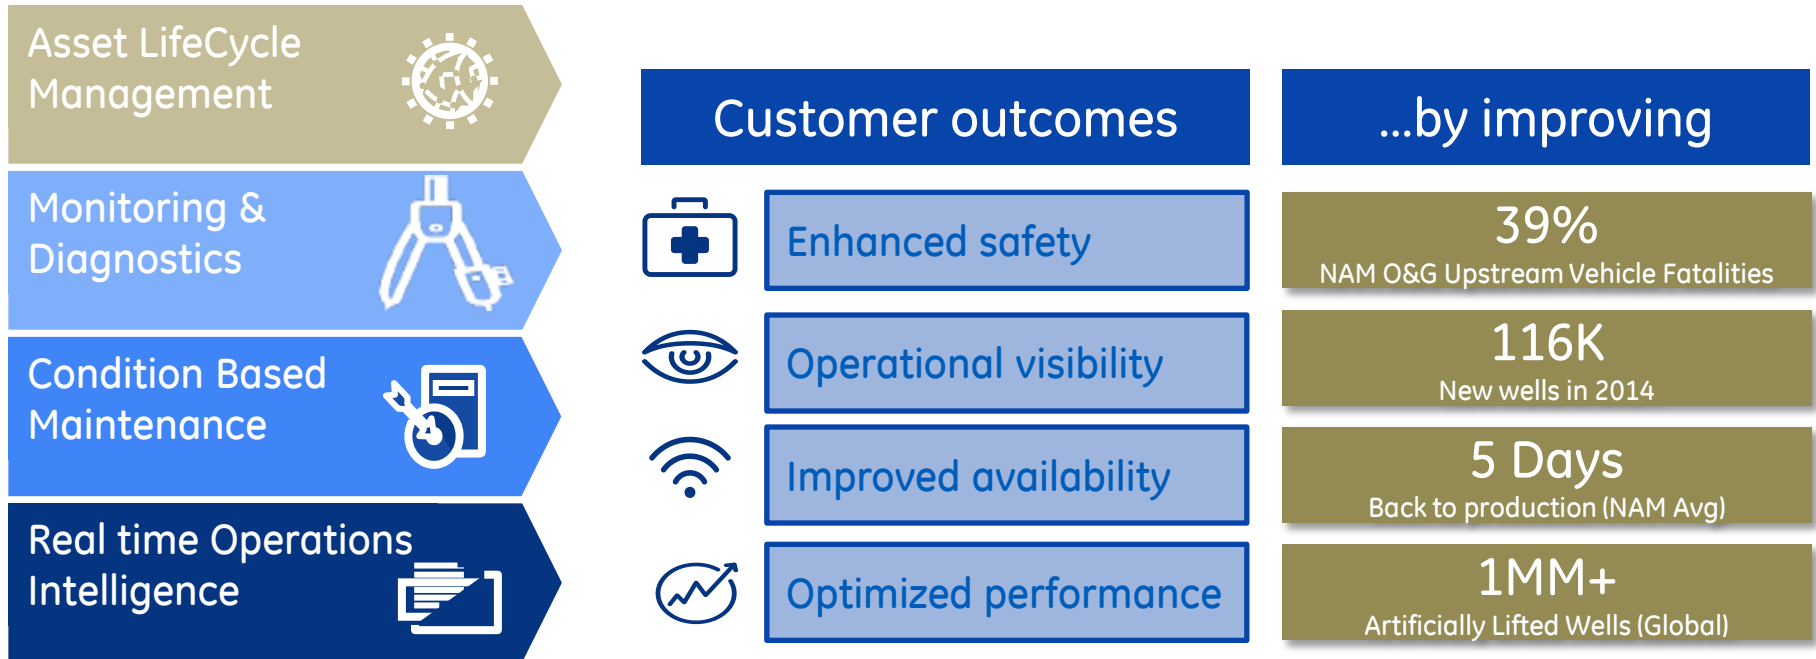 Asset LifeCycle
Management
Monitoring &
Diagnostics
Condition Based
Maintenance
Real time Operations
Intelligence
Customer outcomes
Enhanced safety
Operational visibility
Improved availability
Optimized performance
...by improving
39%
NAM O&G Upstream Vehicle Fatalities
116K
New wells in 2014
5 Days
Back to production (NAM Avg)
1MM+
Artificially Lifted Wells (Global)